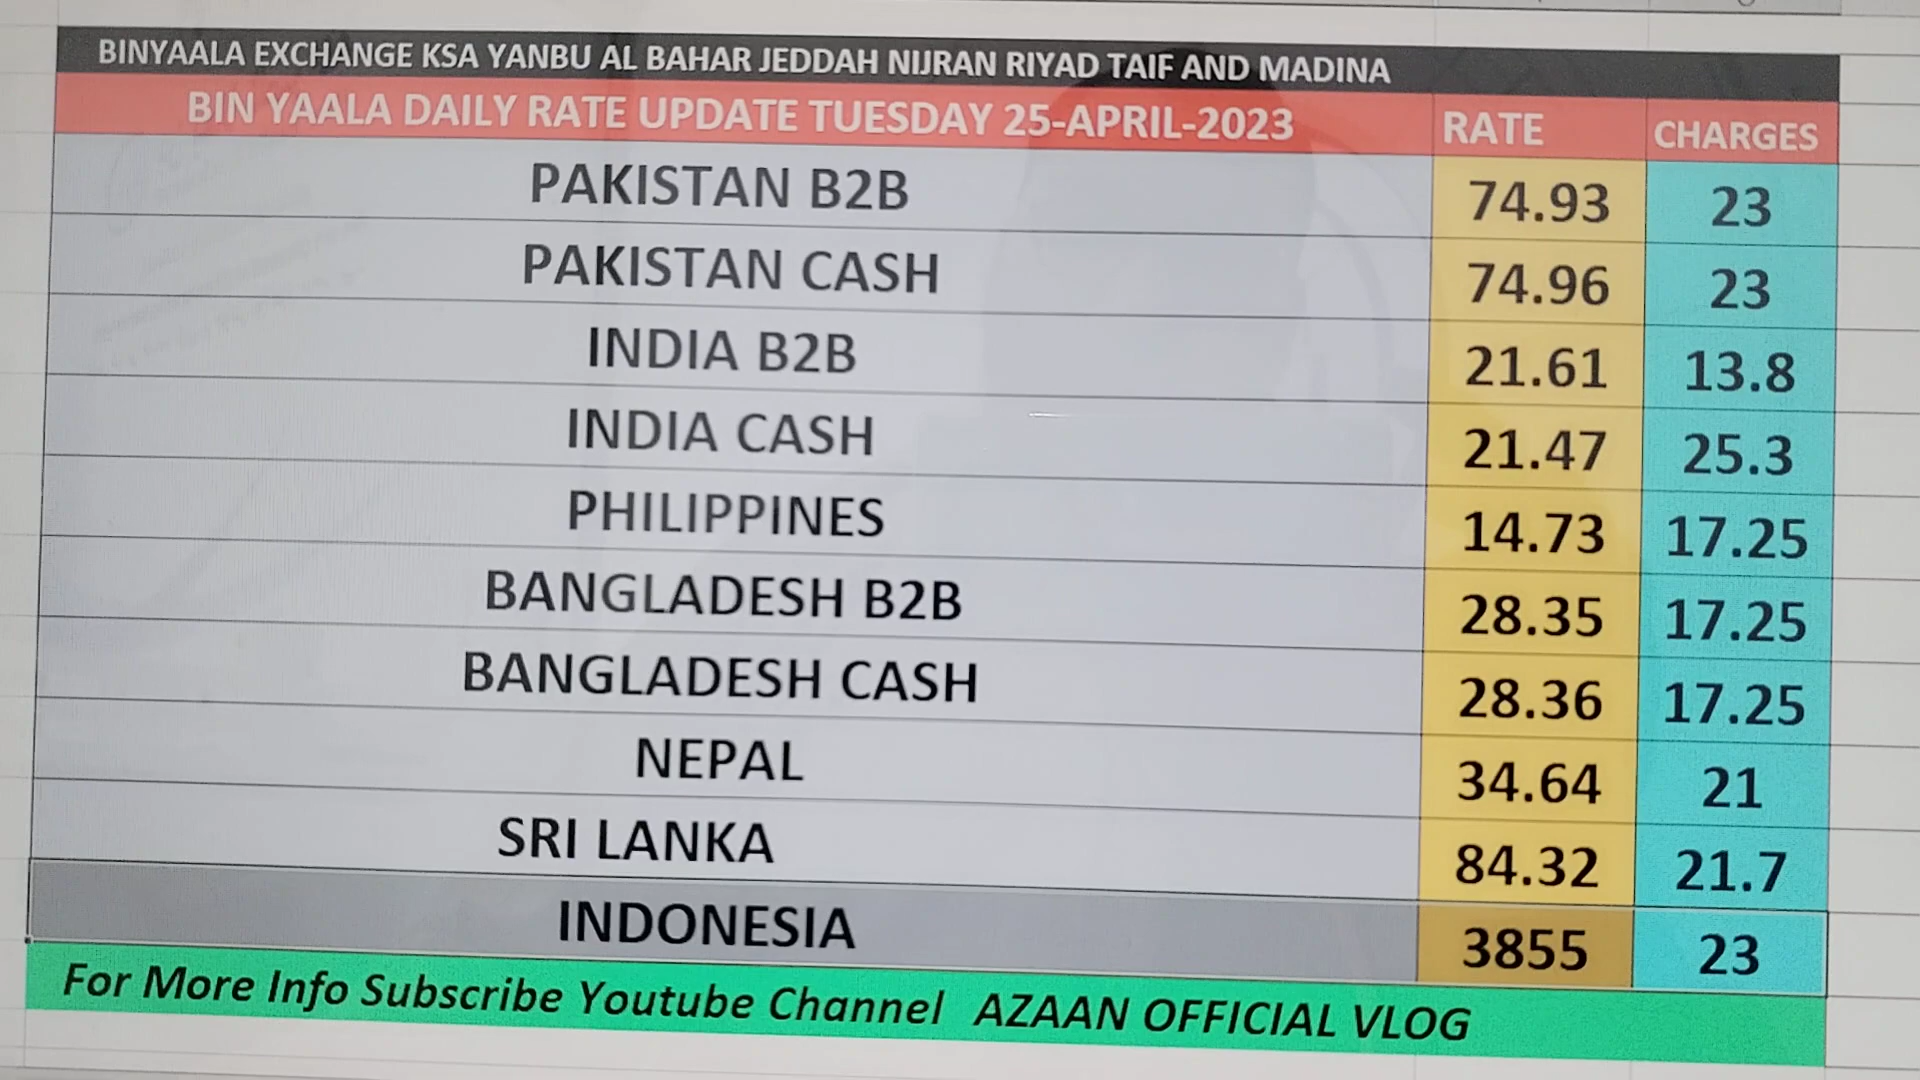 BINYAALA EXCHANGE KSA YANBU AL BAHAR JEDDAH NIJRAN RIYAD TAIF AND MADINA
BIN YAALA DAILY RATE UPDATE TUESDAY 25-APRIL-2023 RATE CHARGES
PAKISTAN B2B 74.93 23
PAKISTAN CASH 74.96 23
INDIA B2B 21.61 13.8
INDIA CASH 21.47 25.3
PHILIPPINES 14.73 17.25
BANGLADESH B2B 28.35 17.25
BANGLADESH CASH 28.36 17.25
NEPAL 34.64 21
SRI LANKA 84.32 21.7
INDONESIA 3855 23
For More Info Subscribe Youtube Channel AZAAN OFFICIAL VLOG